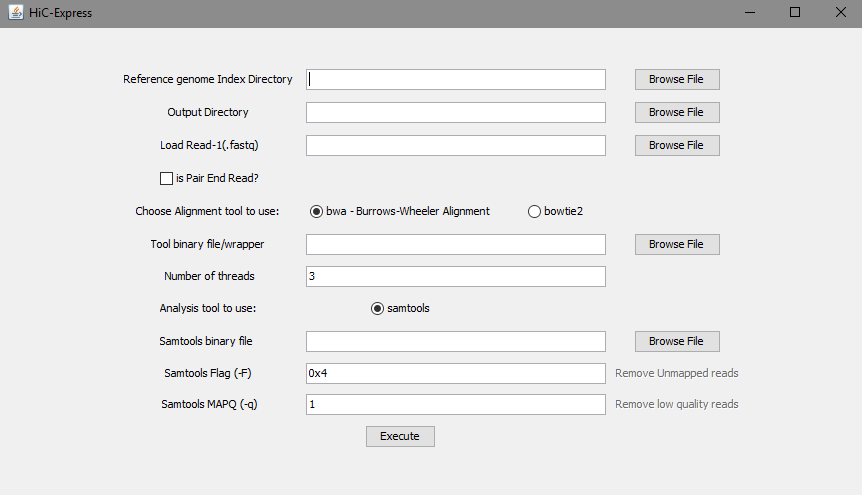 HiC-Express
Reference genome Index Directory Browse File
Output Directory Browse File
Load Read-1(.fastq) Browse File
is Pair End Read?
Choose Alignment tool to use: bwa - Burrows-Wheeler Alignment bowtie2
Tool binary file/wrapper Browse File
Number of threads 3
Analysis tool to use: samtools
Samtools binary file Browse File
Samtools Flag (-F) 0x4 Remove Unmapped reads
Samtools MAPQ (-q) 1 Remove low quality reads
Execute